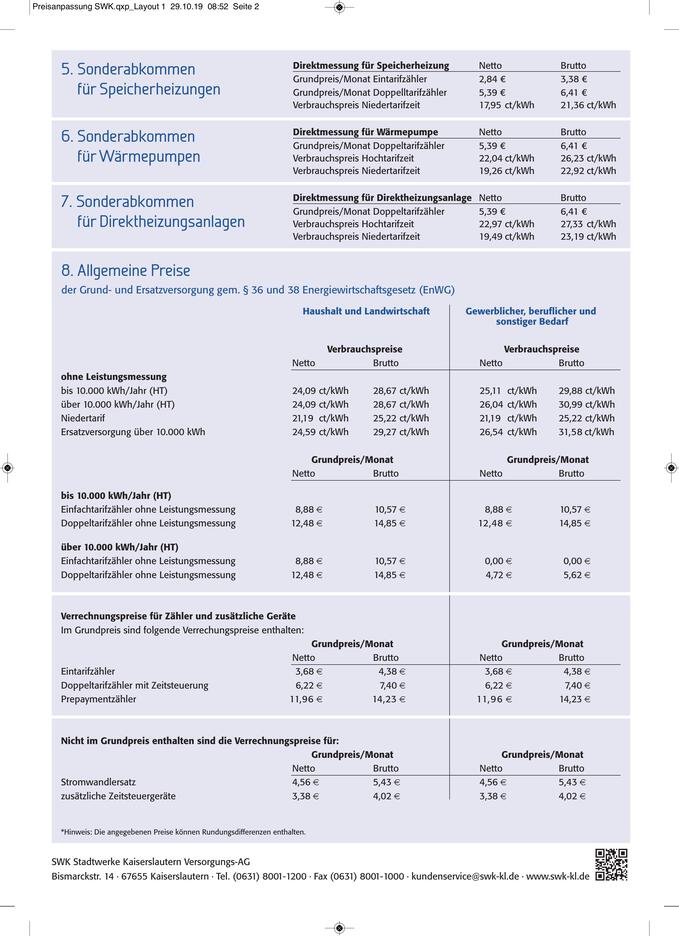 Preisanpassung SWK.qxp_Layout 1 29.10.19 08:52 Seite 2
5. Sonderabkommen
für Speicherheizungen
Direktmessung für Speicherheizung Netto Brutto
Grundpreis/Monat Eintarifzähler 2,84 € 3,38 €
Grundpreis/Monat Doppelltarifzähler 5,39 € 6,41 €
Verbrauchspreis Niedertarifzeit 17,95 ct/kWh 21,36 ct/kWh
6. Sonderabkommen
für Wärmepumpen
Direktmessung für Wärmepumpe Netto Brutto
Grundpreis/Monat Doppeltarifzähler 5,39 € 6,41 €
Verbrauchspreis Hochtarifzeit 22,04 ct/kWh 26,23 ct/kWh
Verbrauchspreis Niedertarifzeit 19,26 ct/kWh 22,92 ct/kWh
7. Sonderabkommen
für Direktheizungsanlagen
Direktmessung für Direktheizungsanlage Netto Brutto
Grundpreis/Monat Doppeltarifzähler 5,39 € 6,41 €
Verbrauchspreis Hochtarifzeit 22,97 ct/kWh 27,33 ct/kWh
Verbrauchspreis Niedertarifzeit 19,49 ct/kWh 23,19 ct/kWh
8. Allgemeine Preise
der Grund- und Ersatzversorgung gem. § 36 und 38 Energiewirtschaftsgesetz (EnWG)
Haushalt und Landwirtschaft Gewerblicher, beruflicher und
sonstiger Bedarf
Verbrauchspreise Verbrauchspreise
Netto Brutto Netto Brutto
ohne Leistungsmessung
bis 10.000 kWh/Jahr (HT) 24,09 ct/kWh 28,67 ct/kWh 25,11 ct/kWh 29,88 ct/kWh
über 10.000 kWh/Jahr (HT) 24,09 ct/kWh 28,67 ct/kWh 26,04 ct/kWh 30,99 ct/kWh
Niedertarif 21,19 ct/kWh 25,22 ct/kWh 21,19 ct/kWh 25,22 ct/kWh
Ersatzversorgung über 10.000 kWh 24,59 ct/kWh 29,27 ct/kWh 26,54 ct/kWh 31,58 ct/kWh
Grundpreis/Monat Grundpreis/Monat
Netto Brutto Netto Brutto
bis 10.000 kWh/Jahr (HT)
Einfachtarifzähler ohne Leistungsmessung 8,88 € 10,57 € 8,88 € 10,57 €
Doppeltarifzähler ohne Leistungsmessung 12,48 € 14,85 € 12,48 € 14,85 €
über 10.000 kWh/Jahr (HT)
Einfachtarifzähler ohne Leistungsmessung 8,88 € 10,57 € 0,00 € 0,00 €
Doppeltarifzähler ohne Leistungsmessung 12,48 € 14,85 € 4,72 € 5,62 €
Verrechnungspreise für Zähler und zusätzliche Geräte
Im Grundpreis sind folgende Verrechungspreise enthalten:
Grundpreis/Monat Grundpreis/Monat
Netto Brutto Netto Brutto
Eintarifzähler 3,68 € 4,38 € 3,68 € 4,38 €
Doppeltarifzähler mit Zeitsteuerung 6,22 € 7,40 € 6,22 € 7,40 €
Prepaymentzähler 11,96 € 14,23 € 11,96 € 14,23 €
Nicht im Grundpreis enthalten sind die Verrechnungspreise für:
Grundpreis/Monat Grundpreis/Monat
Netto Brutto Netto Brutto
Stromwandlersatz 4,56 € 5,43 € 4,56 € 5,43 €
zusätzliche Zeitsteuergeräte 3,38 € 4,02 € 3,38 € 4,02 €
*Hinweis: Die angegebenen Preise können Rundungsdifferenzen enthalten.
SWK Stadtwerke Kaiserslautern Versorgungs-AG
Bismarckstr. 14 · 67655 Kaiserslautern · Tel. (0631) 8001-1200 · Fax (0631) 8001-1000 · kundenservice@swk-kl.de · www.swk-kl.de